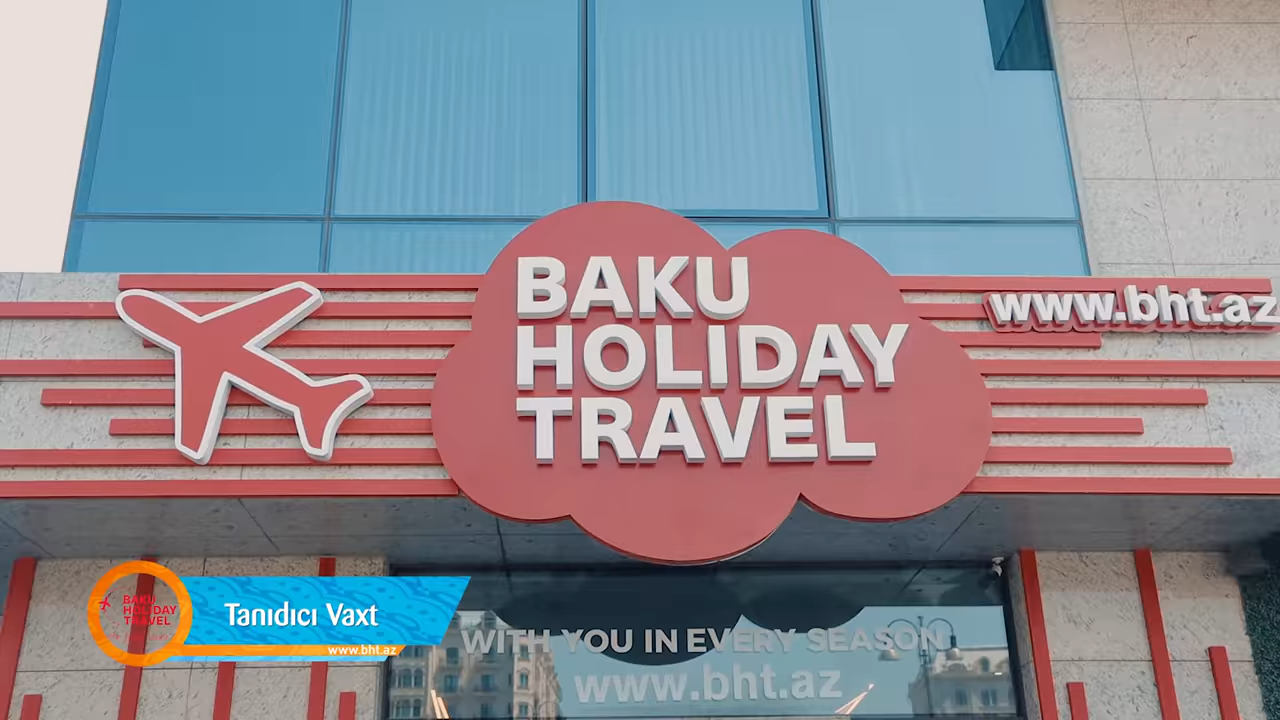 BAKU
HOLIDAY
TRAVEL
www.bht.az
WITH YOU IN EVERY SEASON
www.bht.az
BAKU
HOLIDAY
TRAVEL
Tanıdıcı Vaxt
www.bht.az